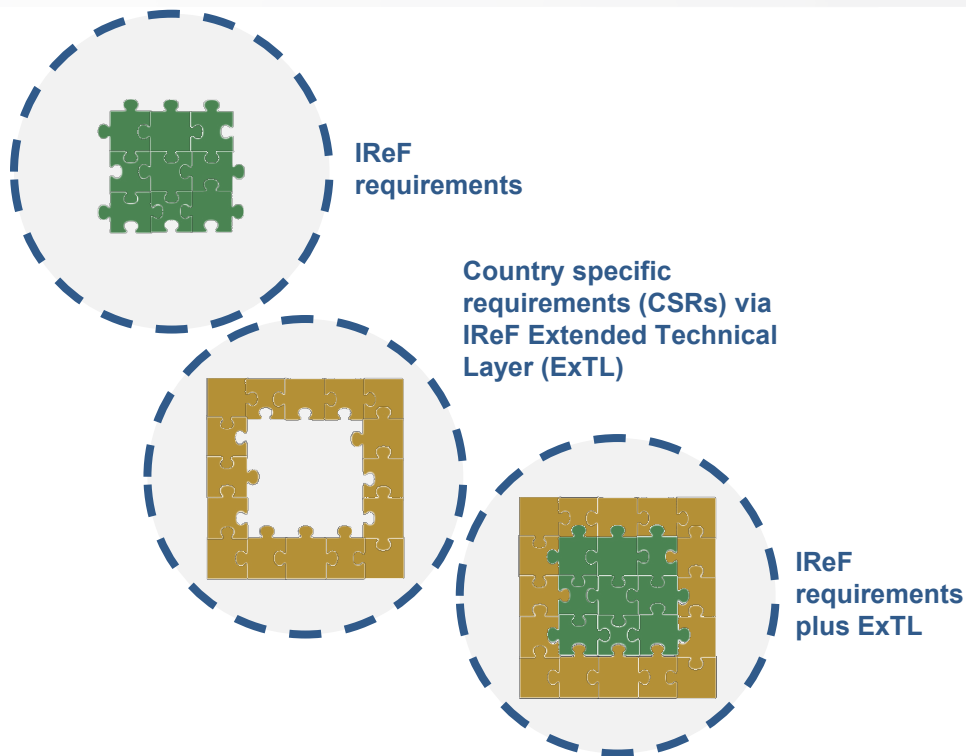 IReF
requirements
Country specific
requirements (CSRs) via
IReF Extended Technical
Layer (ExTL)
IReF
requirements
plus ExTL